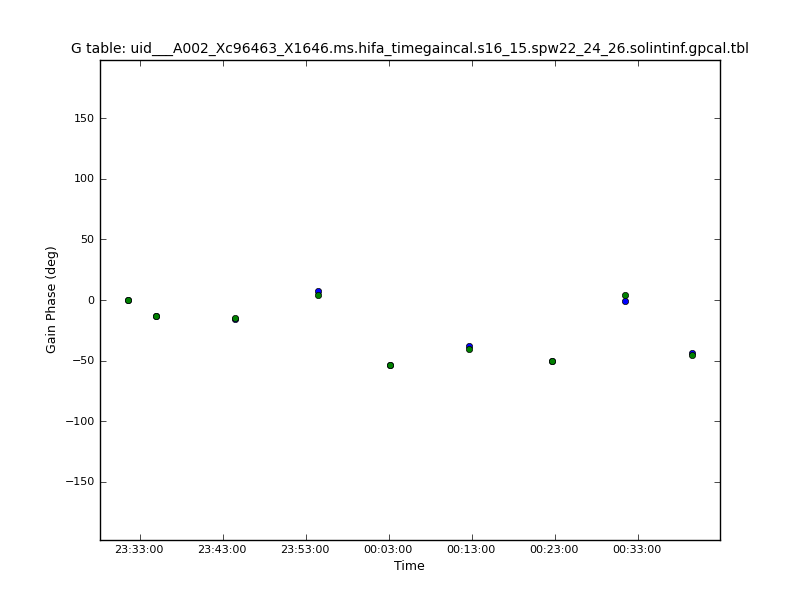 G table: uid___A002_Xc96463_X1646.ms.hifa_timegaincal.s16_15.spw22_24_26.solintinf.gpcal.tbl
150
100
50
0
−50
−100
−150
Gain Phase (deg)
23:33:00 23:43:00 23:53:00 00:03:00 00:13:00 00:23:00 00:33:00
Time